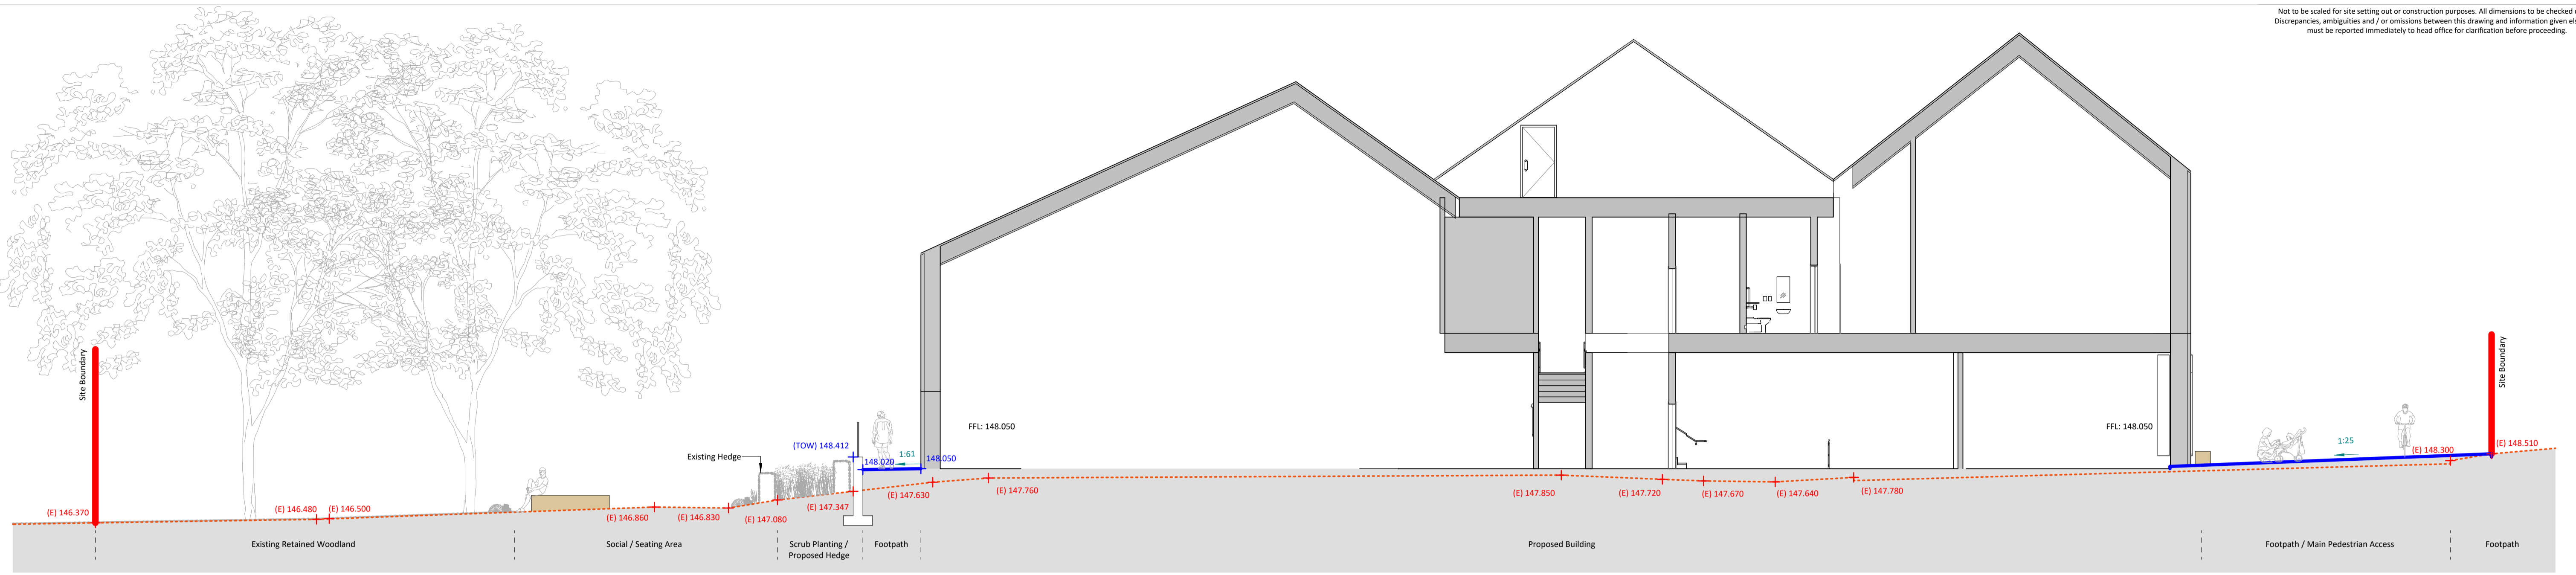 Not to be scaled for site setting out or construction purposes. All dimensions to be checked
Discrepancies, ambiguities and / or omissions between this drawing and information given
must be reported immediately to head office for clarification before proceeding.
Site Boundary
Existing Hedge
(TOW) 148.412
148.020
1:61
148.050
FFL: 148.050
FFL: 148.050
1:25
Site Boundary
(E) 148.300
(E) 148.510
(E) 146.370
(E) 146.480
(E) 146.500
(E) 146.860
(E) 146.830
(E) 147.080
(E) 147.347
(E) 147.630
(E) 147.760
(E) 147.850
(E) 147.720
(E) 147.670
(E) 147.640
(E) 147.780
Existing Retained Woodland
Social / Seating Area
Scrub Planting /
Proposed Hedge
Footpath
Proposed Building
Footpath / Main Pedestrian Access
Footpath